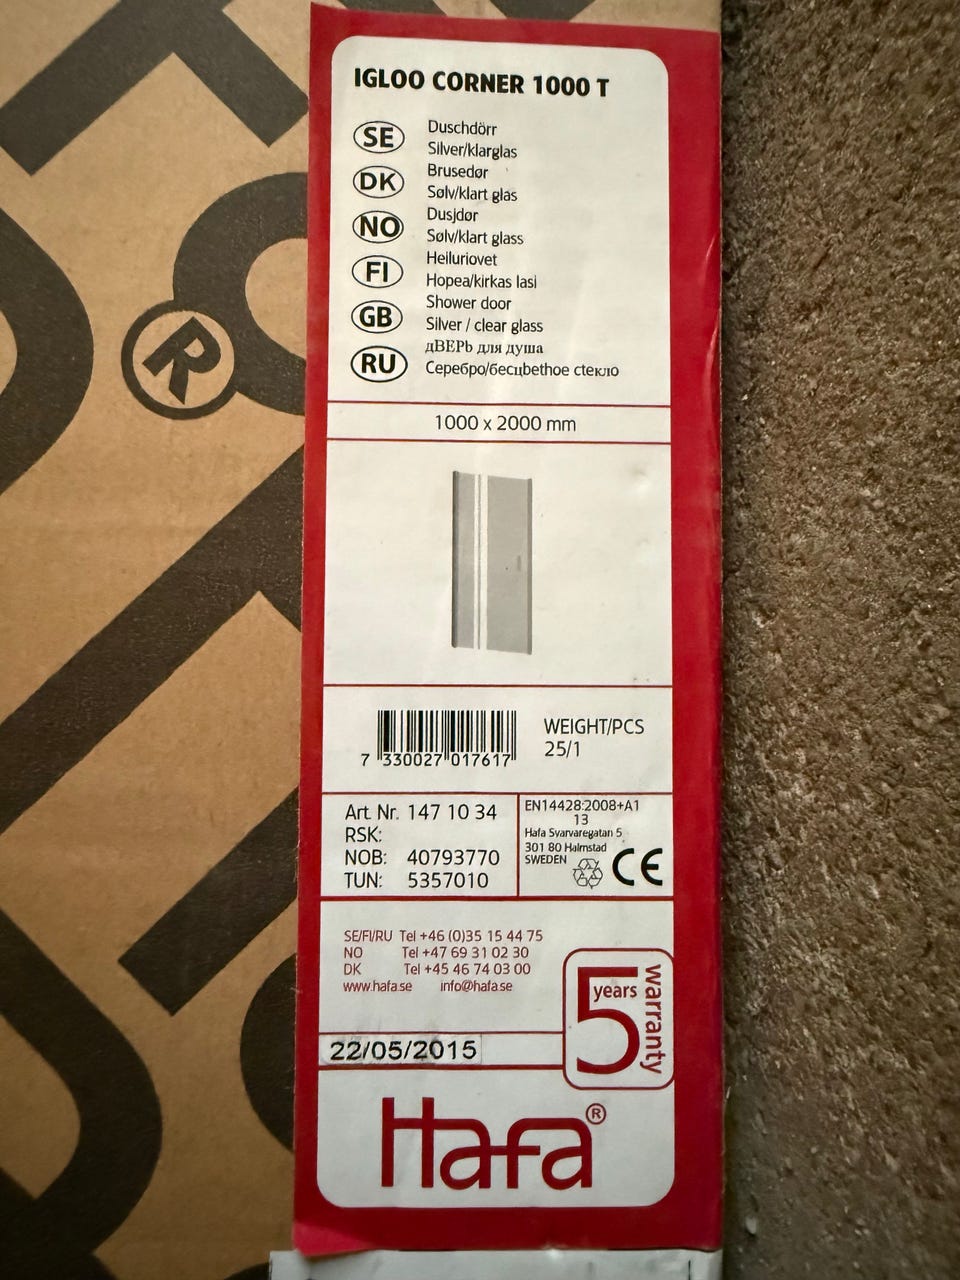 IGLOO CORNER 1000 T
SE
Duschdörr
Silver/klarglas
DK
Brusedør
Sølv/klart glas
NO
Dusjdør
Sølv/klart glass
FI
Heiluriovet
Hopea/kirkas lasi
GB
Shower door
Silver / clear glass
RU
дВЕРЬ для душа
Серебро/бесцветное стекло
1000 x 2000 mm
7 330027 017617
WEIGHT/PCS
25/1
Art. Nr. 147 10 34
RSK:
NOB: 40793770
TUN: 5357010
EN14428:2008+A1
13
Hafa Svarvaregatan 5
301 80 Halmstad
SWEDEN
CE
SE/FI/RU Tel +46 (0)35 15 44 75
NO Tel +47 69 31 02 30
DK Tel +45 46 74 03 00
www.hafa.se info@hafa.se
5 years warranty
22/05/2015
Hafa®
®